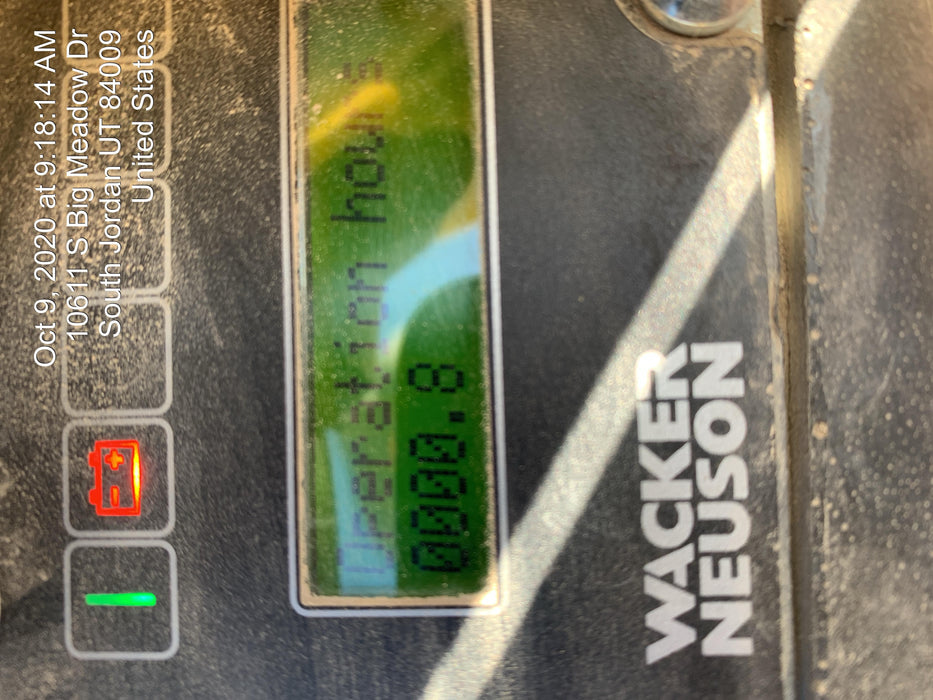 Oct 9, 2020 at 9:18:14 AM
10611 S Big Meadow Dr
South Jordan UT 84009
United States
Operation hours
0000.8
WACKER
NEUSON